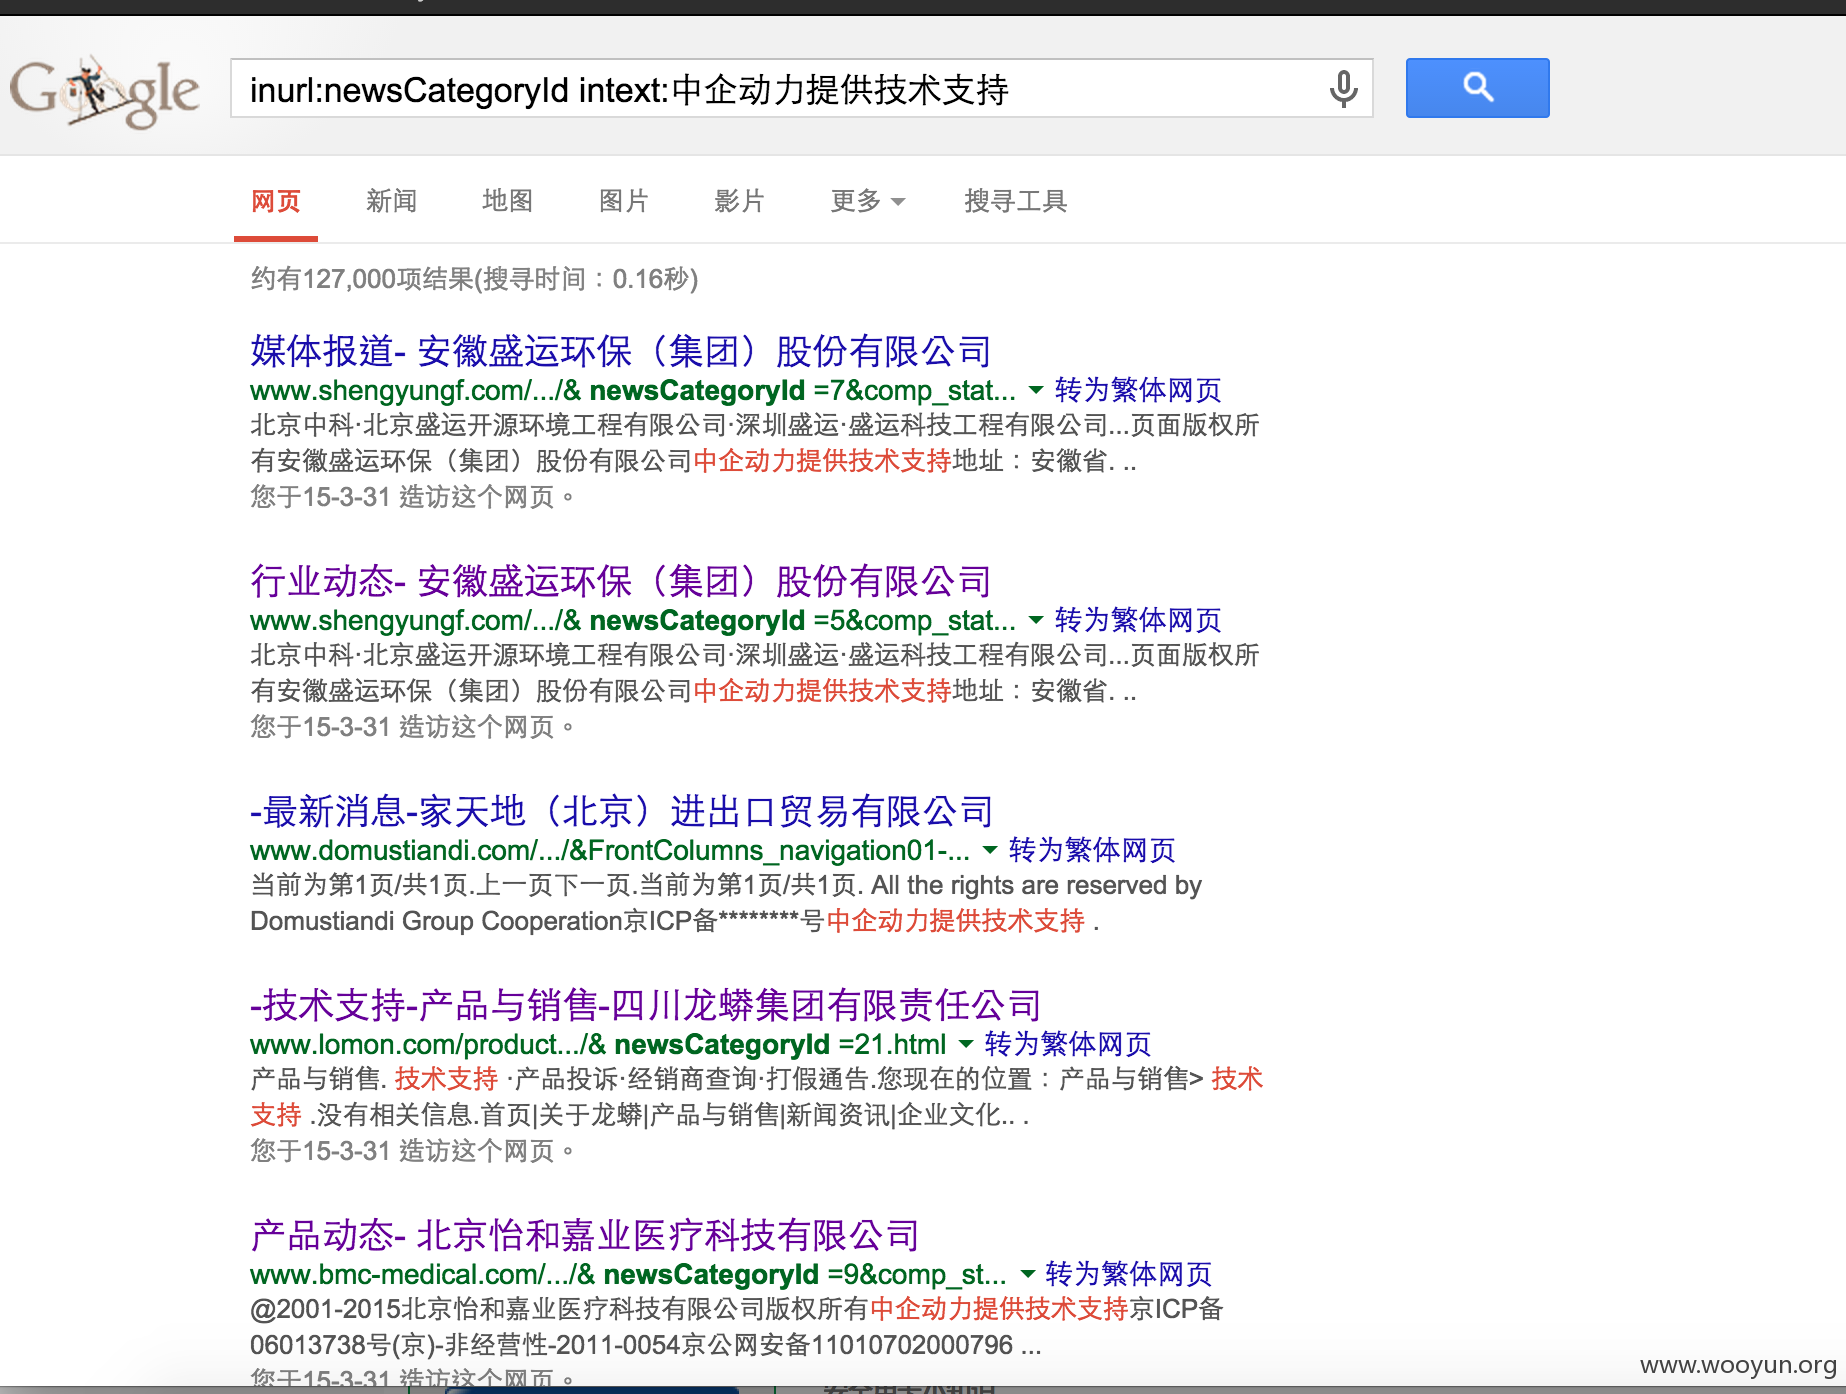 Google
inurl:newsCategoryId intext:中企动力提供技术支持
网页 新闻 地图 图片 影片 更多 搜寻工具
约有127,000项结果(搜寻时间：0.16秒)
媒体报道- 安徽盛运环保（集团）股份有限公司
www.shengyungf.com/.../& newsCategoryId =7&comp_stat... 转为繁体网页
北京中科·北京盛运开源环境工程有限公司·深圳盛运·盛运科技工程有限公司...页面版权所
有安徽盛运环保（集团）股份有限公司中企动力提供技术支持地址：安徽省. ..
您于15-3-31 造访这个网页。
行业动态- 安徽盛运环保（集团）股份有限公司
www.shengyungf.com/.../& newsCategoryId =5&comp_stat... 转为繁体网页
北京中科·北京盛运开源环境工程有限公司·深圳盛运·盛运科技工程有限公司...页面版权所
有安徽盛运环保（集团）股份有限公司中企动力提供技术支持地址：安徽省. ..
您于15-3-31 造访这个网页。
-最新消息-家天地（北京）进出口贸易有限公司
www.domustiandi.com/.../&FrontColumns_navigation01-... 转为繁体网页
当前为第1页/共1页.上一页下一页.当前为第1页/共1页. All the rights are reserved by
Domustiandi Group Cooperation京ICP备********号中企动力提供技术支持 .
-技术支持-产品与销售-四川龙蟒集团有限责任公司
www.lomon.com/product.../& newsCategoryId =21.html 转为繁体网页
产品与销售. 技术支持 ·产品投诉·经销商查询·打假通告.您现在的位置：产品与销售> 技术
支持 .没有相关信息.首页|关于龙蟒|产品与销售|新闻资讯|企业文化.. .
您于15-3-31 造访这个网页。
产品动态- 北京怡和嘉业医疗科技有限公司
www.bmc-medical.com/.../& newsCategoryId =9&comp_st... 转为繁体网页
@2001-2015北京怡和嘉业医疗科技有限公司版权所有中企动力提供技术支持京ICP备
06013738号(京)-非经营性-2011-0054京公网安备11010702000796 ...
您于15-3-31 造访这个网页。
www.wooyun.org